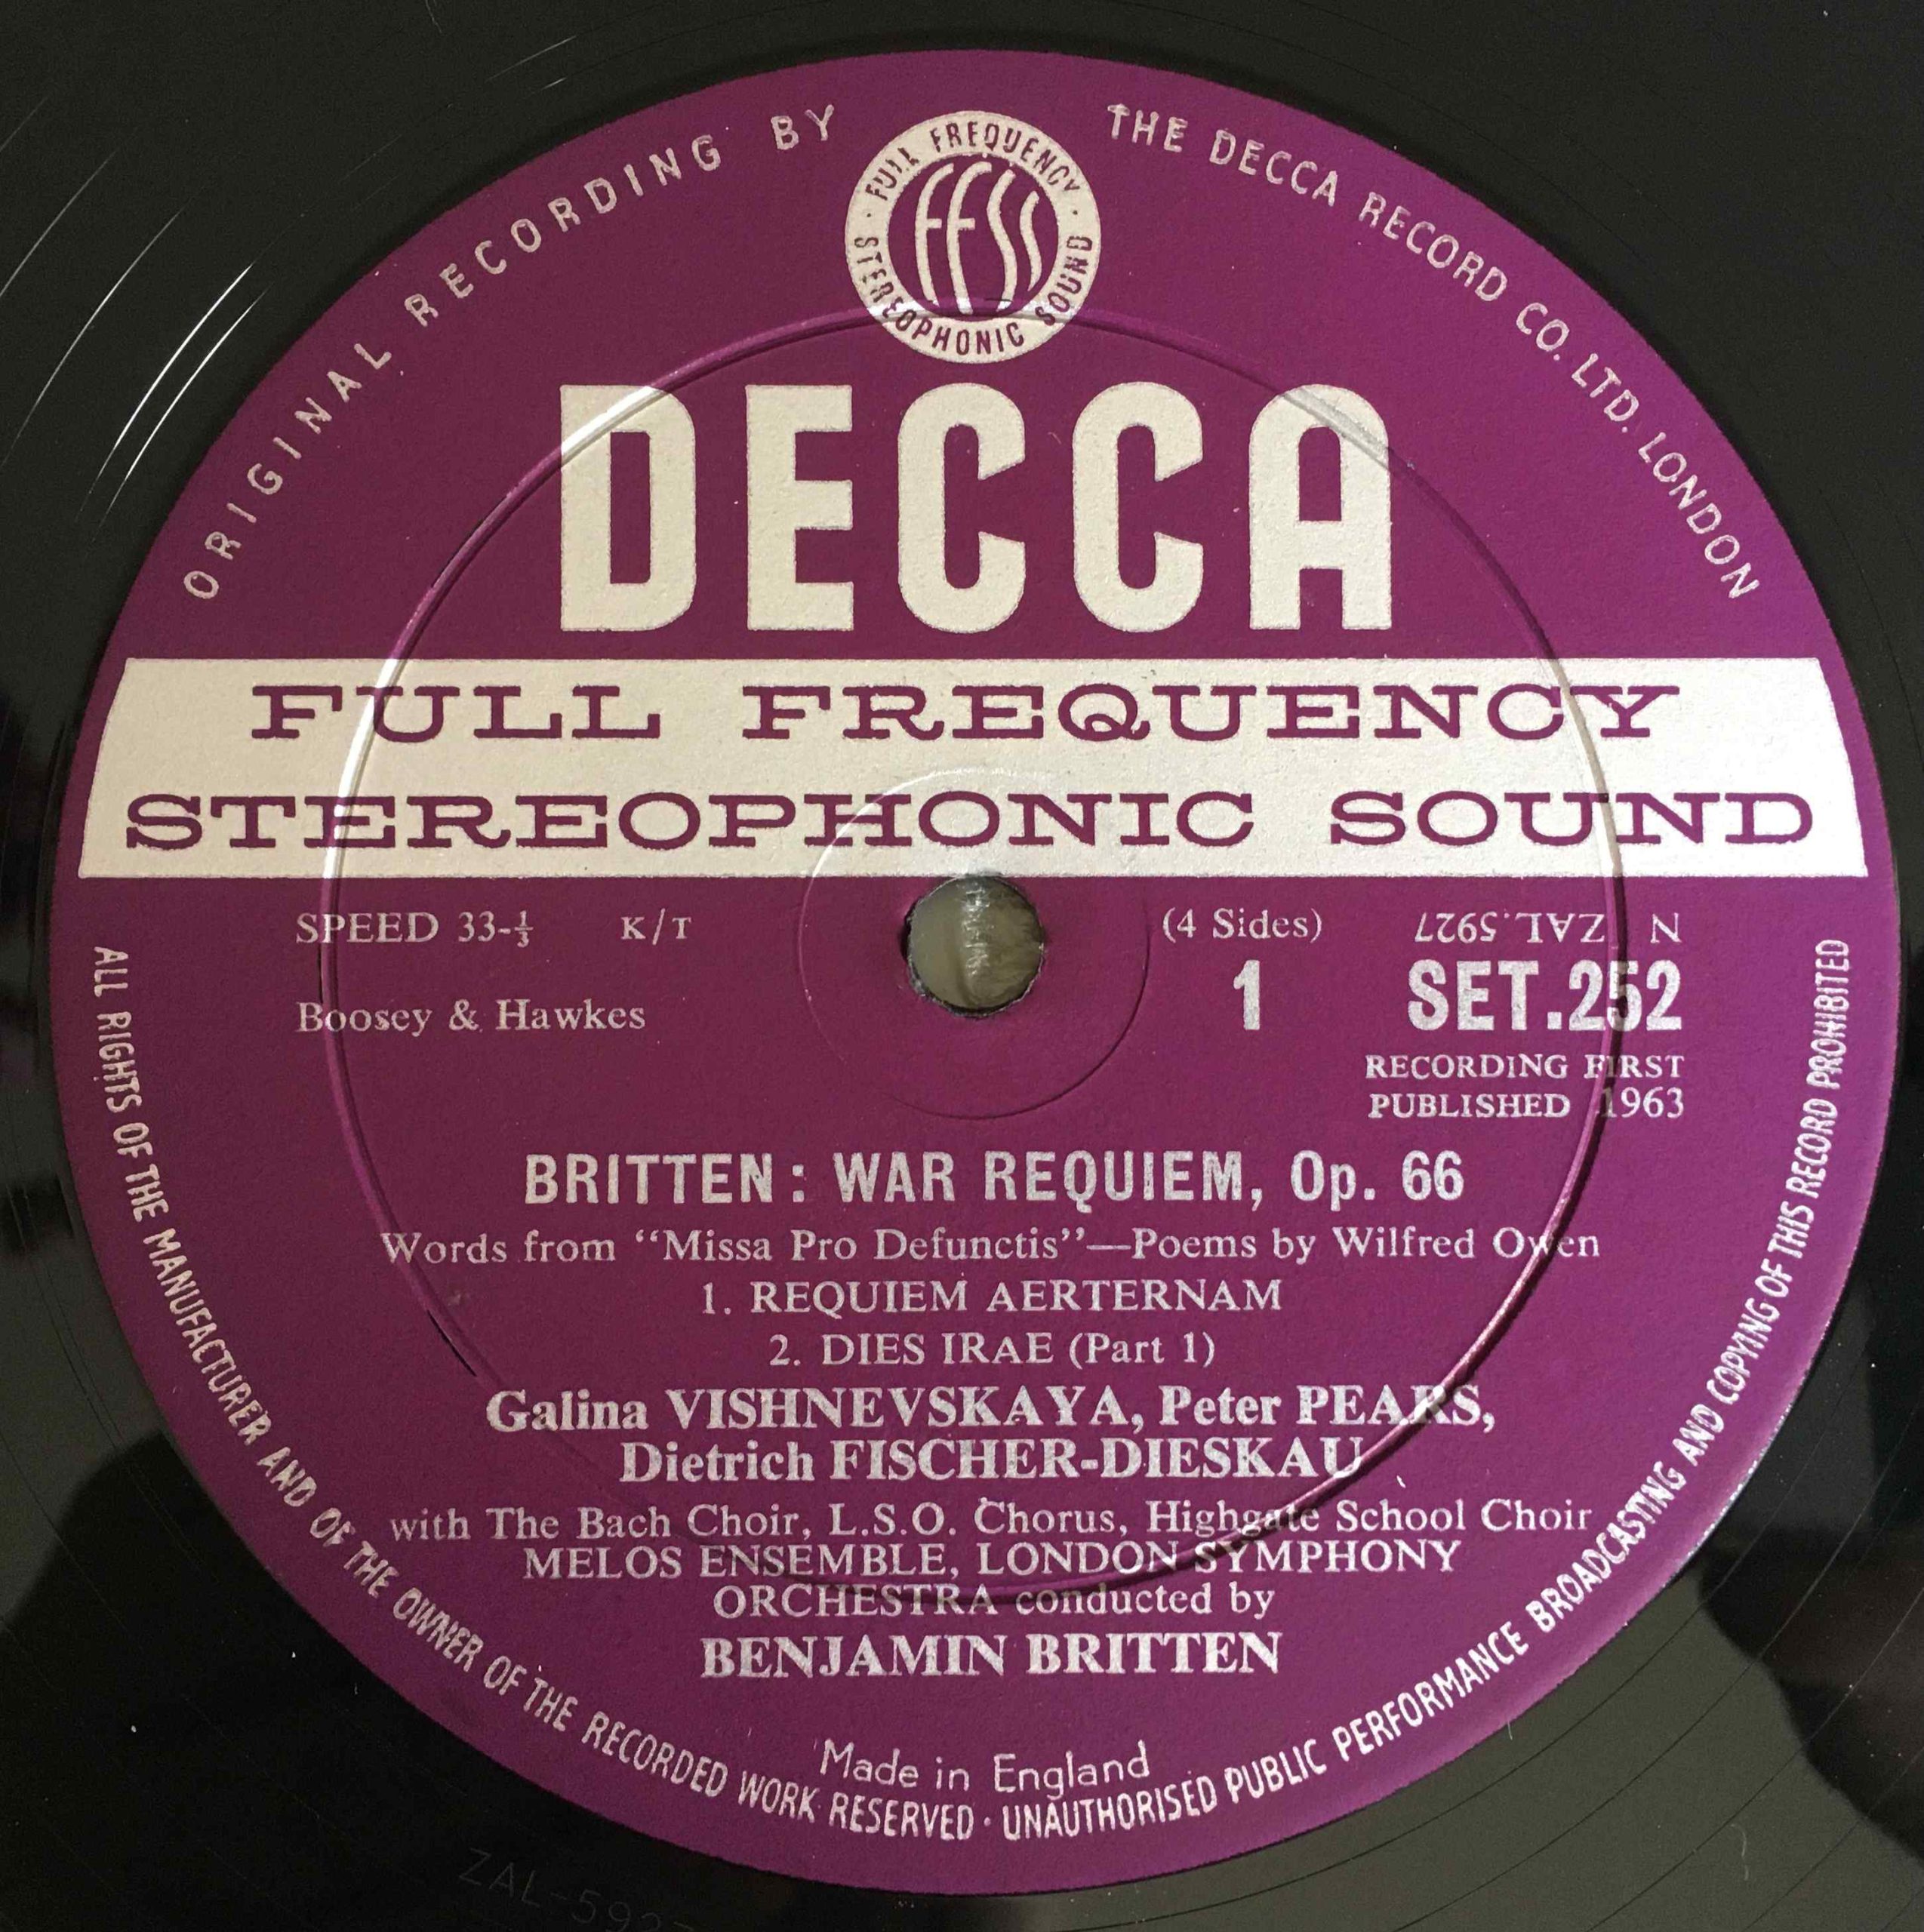 ORIGINAL RECORDING BY THE DECCA RECORD CO. LTD. LONDON
· FULL FREQUENCY · STEREOPHONIC SOUND
FFSS
DECCA
FULL FREQUENCY
STEREOPHONIC SOUND
SPEED 33-⅓ K/T (4 Sides) N ZAL.5927
1 SET.252
Boosey & Hawkes
RECORDING FIRST
PUBLISHED 1963
BRITTEN : WAR REQUIEM, Op. 66
Words from “Missa Pro Defunctis”—Poems by Wilfred Owen
1. REQUIEM AERTERNAM
2. DIES IRAE (Part 1)
Galina VISHNEVSKAYA, Peter PEARS,
Dietrich FISCHER-DIESKAU
with The Bach Choir, L.S.O. Chorus, Highgate School Choir
MELOS ENSEMBLE, LONDON SYMPHONY
ORCHESTRA conducted by
BENJAMIN BRITTEN
Made in England
ALL RIGHTS OF THE MANUFACTURER AND OF THE OWNER OF THE RECORDED WORK RESERVED · UNAUTHORISED PUBLIC PERFORMANCE BROADCASTING AND COPYING OF THIS RECORD PROHIBITED
ZAL-5927